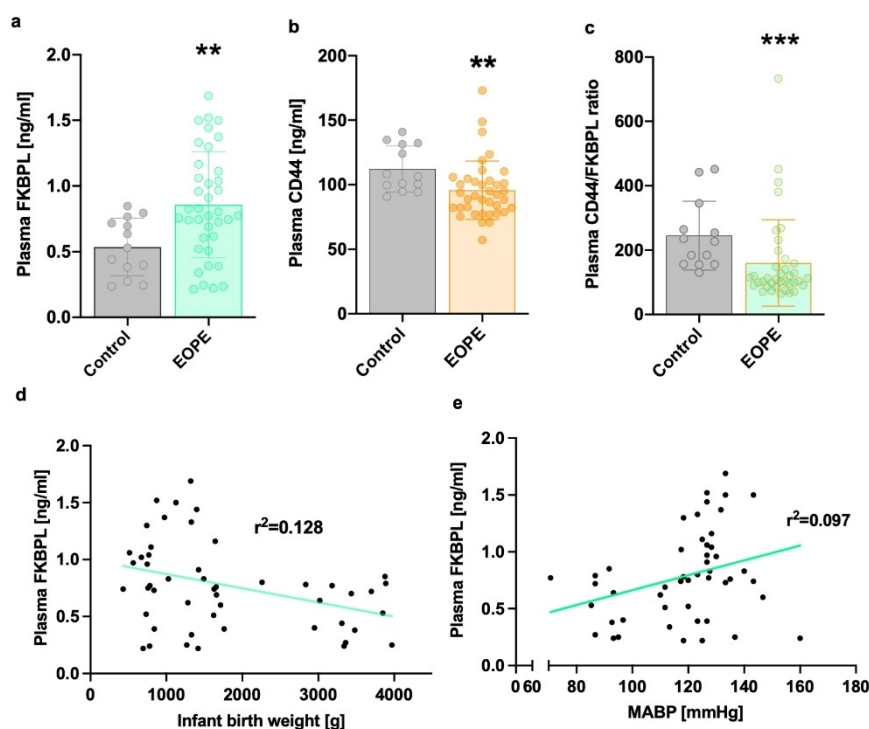 a
b
c
**
**
***
Plasma FKBPL [ng/ml]
2.0
1.5
1.0
0.5
0.0
Control
EOPE
Plasma CD44 [ng/ml]
200
150
100
50
0
Control
EOPE
Plasma CD44/FKBPL ratio
800
600
400
200
0
Control
EOPE
d
e
Plasma FKBPL [ng/ml]
2.0
1.5
1.0
0.5
0.0
r²=0.128
0 1000 2000 3000 4000
Infant birth weight [g]
Plasma FKBPL [ng/ml]
2.0
1.5
1.0
0.5
0.0
r²=0.097
0 60 80 100 120 140 160 180
MABP [mmHg]